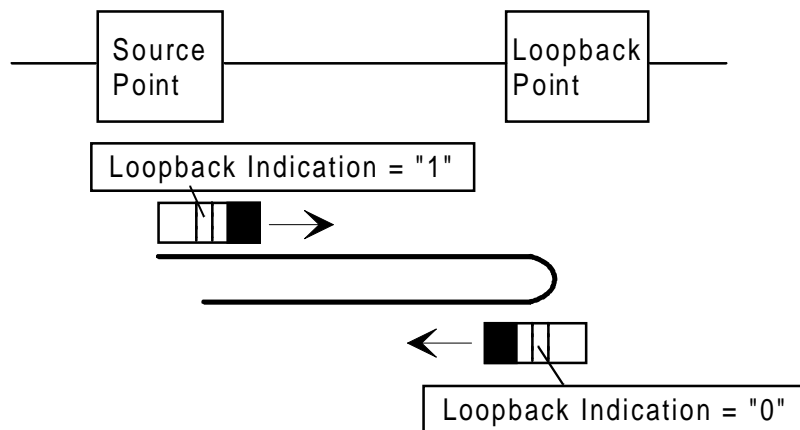 Source
Point
Loopback
Point
Loopback Indication = "1"
Loopback Indication = "0"